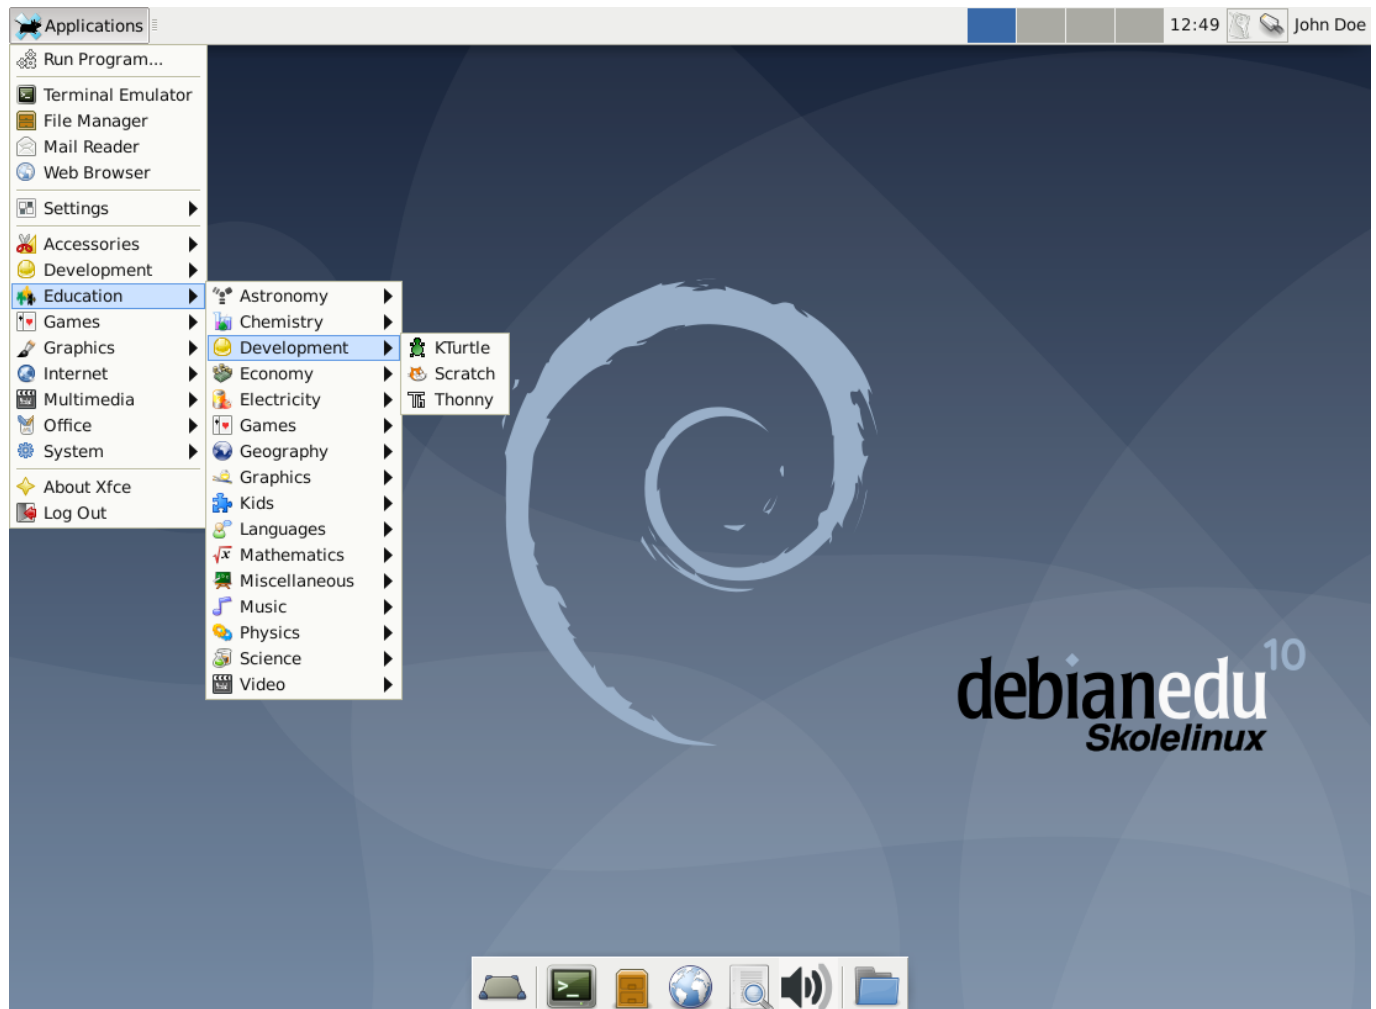 Applications
12:49
John Doe
Run Program...
Terminal Emulator
File Manager
Mail Reader
Web Browser
Settings
Accessories
Development
Education
Games
Graphics
Internet
Multimedia
Office
System
About Xfce
Log Out
Astronomy
Chemistry
Development
Economy
Electricity
Games
Geography
Graphics
Kids
Languages
Mathematics
Miscellaneous
Music
Physics
Science
Video
KTurtle
Scratch
Thonny
debianedu 10
Skolelinux